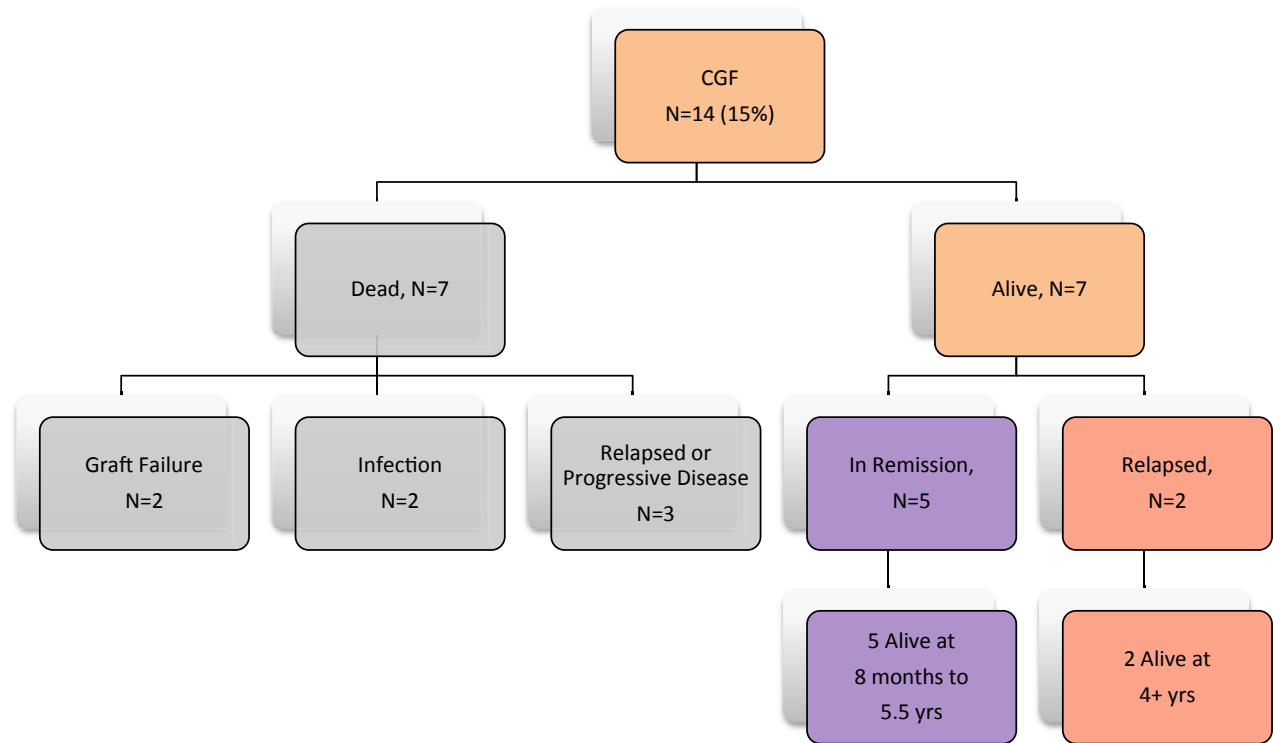 CGF
N=14 (15%)
Dead, N=7
Alive, N=7
Graft Failure
N=2
Infection
N=2
Relapsed or
Progressive Disease
N=3
In Remission,
N=5
Relapsed,
N=2
5 Alive at
8 months to
5.5 yrs
2 Alive at
4+ yrs